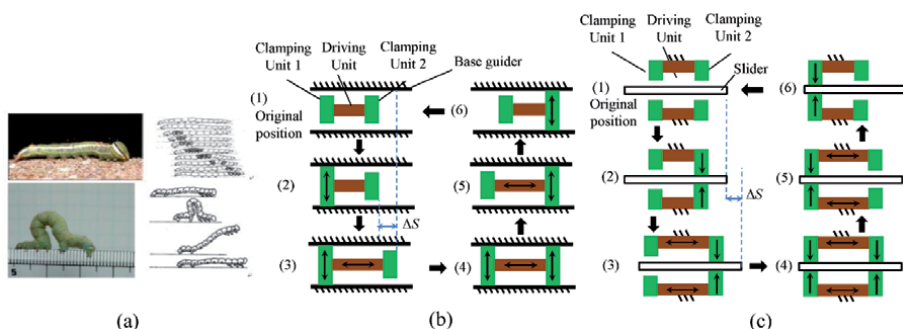 Clamping
Unit 1
Driving
Unit
Clamping
Unit 2
Base guider
(1)
Original
position
(6)
(2)
(5)
ΔS
(3)
(4)
Clamping
Unit 1
Driving
Unit
Clamping
Unit 2
Slider
(1)
Original
position
(6)
(2)
(5)
ΔS
(3)
(4)
5
(a)
(b)
(c)